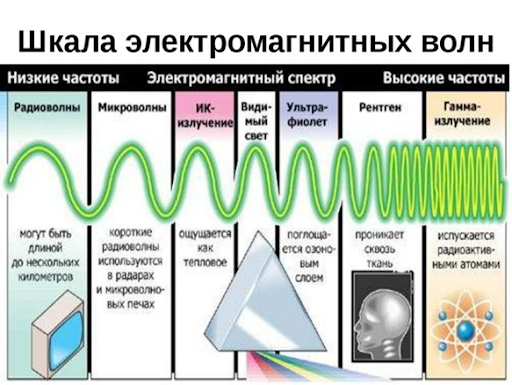 Шкала электромагнитных волн
Низкие частоты Электромагнитный спектр Высокие частоты
Радиоволны
Микроволны
ИК-
излучение
Види-
мый
свет
Ультра-
фиолет
Рентген
Гамма-
излучение
могут быть
длиной
до нескольких
километров
короткие
радиоволны
используются
в радарах
и микроволно-
вых печах
ощущается
как
тепловое
поглоща-
ется озоно-
вым
слоем
проникает
сквозь
ткань
испускается
радиоактив-
ными атомами